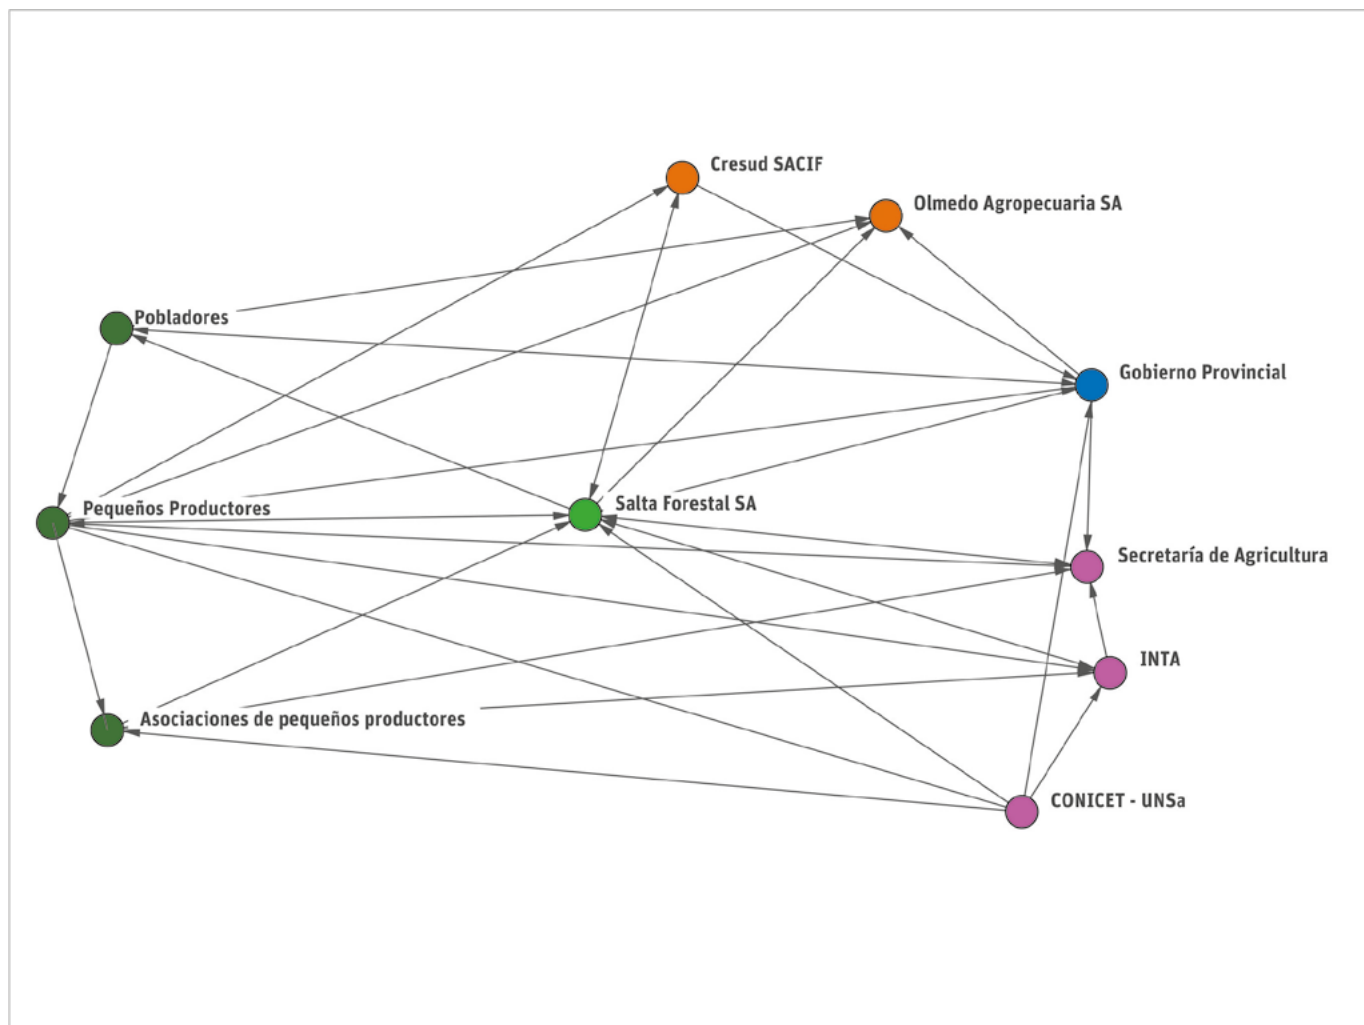 Cresud SACIF
Olmedo Agropecuaria SA
Pobladores
Gobierno Provincial
Pequeños Productores
Salta Forestal SA
Secretaría de Agricultura
INTA
Asociaciones de pequeños productores
CONICET - UNSa